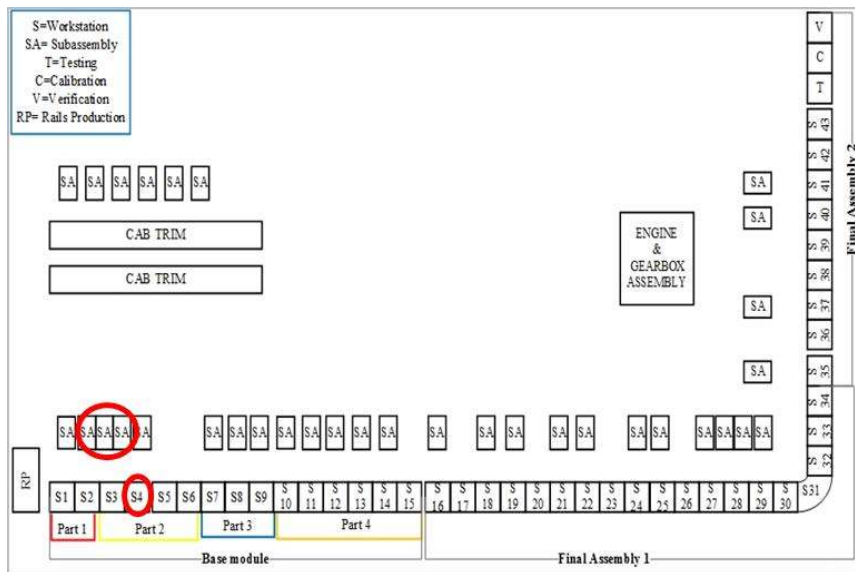 S=Workstation
SA= Subassembly
T=Testing
C=Calibration
V=Verification
RP= Rails Production
V
C
T
S 43
S 42
S 41
S 40
S 39
S 38
S 37
S 36
S 35
S 34
S 33
S 32
Final Assembly 2
SA SA SA SA SA SA
SA
SA
CAB TRIM
CAB TRIM
ENGINE
&
GEARBOX
ASSEMBLY
SA
SA
SA SA SA SA SA SA SA SA SA SA SA SA SA SA SA SA SA SA SA SA SA SA SA SA
RP
S1 S2 S3 S4 S5 S6 S7 S8 S9 S 10 S 11 S 12 S 13 S 14 S 15 S 16 S 17 S 18 S 19 S 20 S 21 S 22 S 23 S 24 S 25 S 26 S 27 S 28 S 29 S 30 S31
Part 1 Part 2 Part 3 Part 4
Base module Final Assembly 1